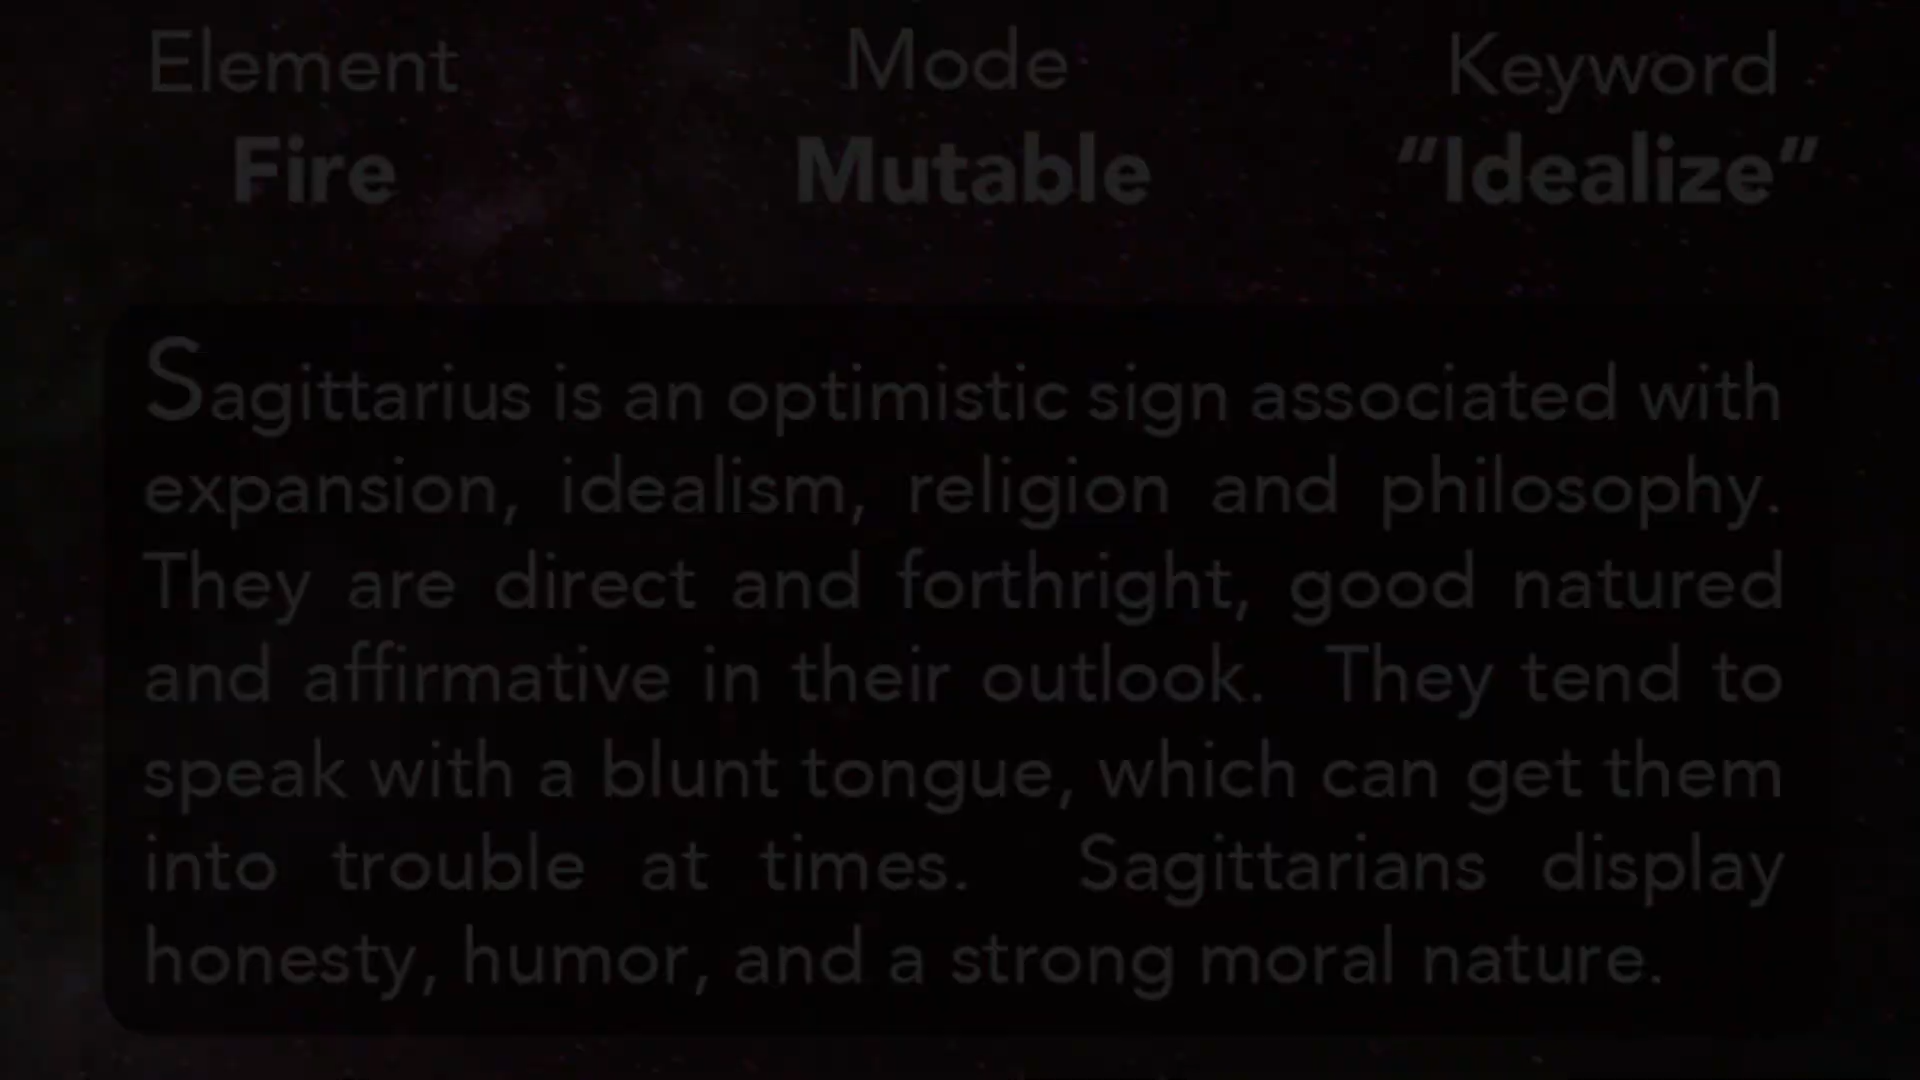 Element Mode Keyword
Fire Mutable “Idealize”
Sagittarius is an optimistic sign associated with
expansion, idealism, religion and philosophy.
They are direct and forthright, good natured
and affirmative in their outlook. They tend to
speak with a blunt tongue, which can get them
into trouble at times. Sagittarians display
honesty, humor, and a strong moral nature.